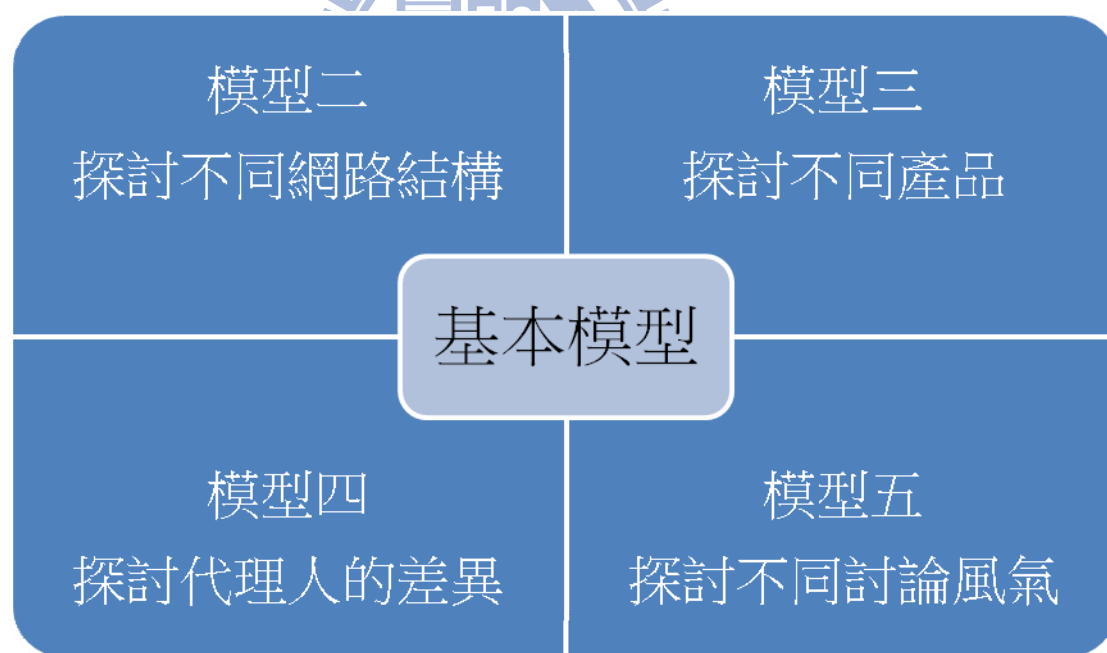 模型二
探討不同網路結構
模型三
探討不同產品
基本模型
模型四
探討代理人的差異
模型五
探討不同討論風氣